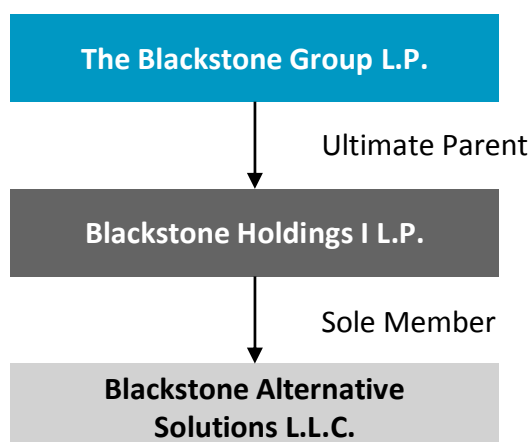 The Blackstone Group L.P.
Ultimate Parent
Blackstone Holdings I L.P.
Sole Member
Blackstone Alternative
Solutions L.L.C.